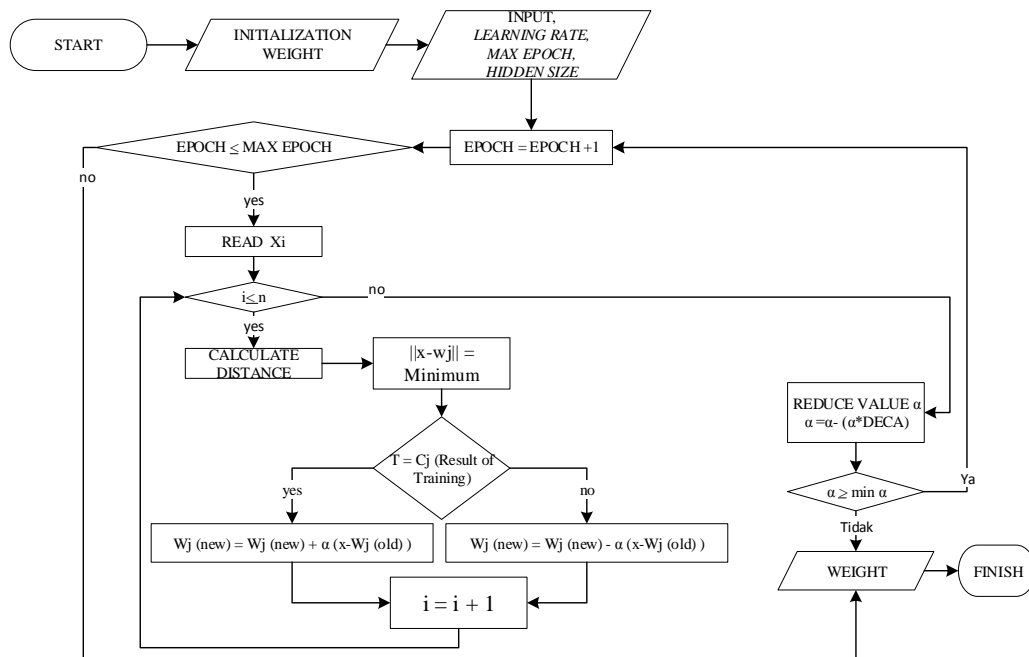 START
INITIALIZATION
WEIGHT
INPUT,
LEARNING RATE,
MAX EPOCH,
HIDDEN SIZE
EPOCH ≤ MAX EPOCH
EPOCH = EPOCH +1
no
yes
READ Xi
i≤n
no
yes
CALCULATE
DISTANCE
||x-wj|| =
Minimum
REDUCE VALUE α
α =α- (α*DECA)
T = Cj (Result of
Training)
yes
no
α ≥ min α
Ya
Tidak
Wj (new) = Wj (new) + α (x-Wj (old) )
Wj (new) = Wj (new) - α (x-Wj (old) )
WEIGHT
FINISH
i = i + 1